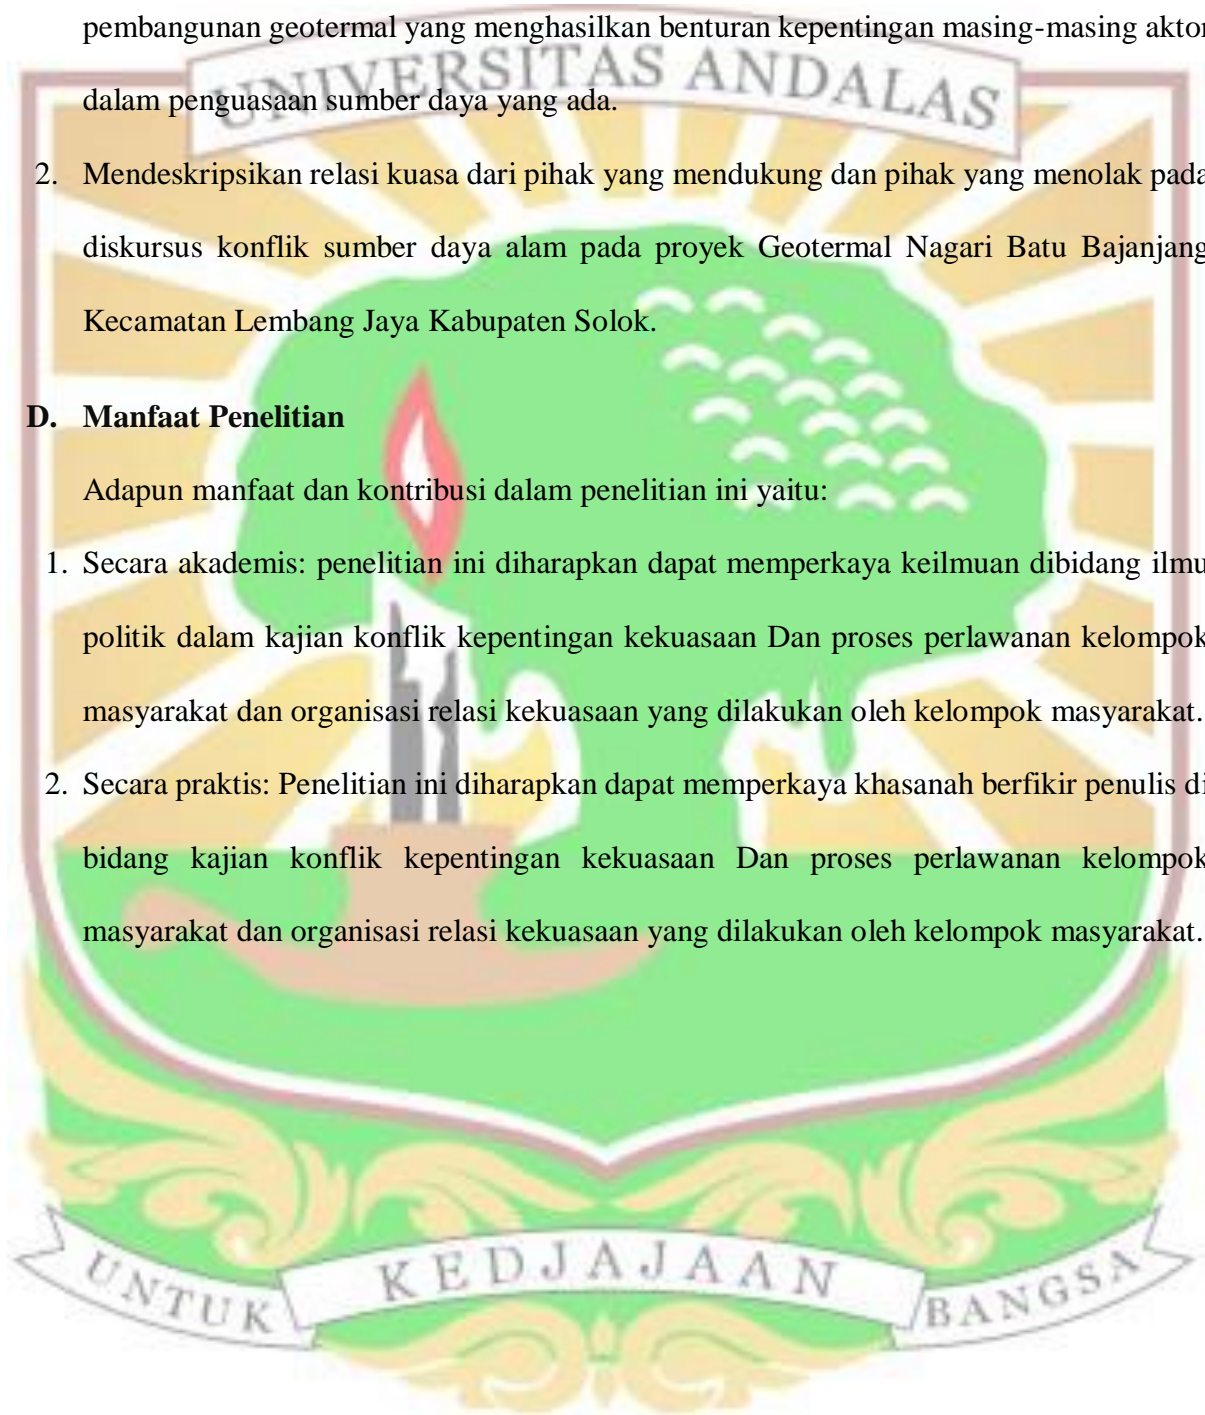 pembangunan geotermal yang menghasilkan benturan kepentingan masing-masing aktor
UNIVERSITAS ANDALAS
dalam penguasaan sumber daya yang ada.
2. Mendeskripsikan relasi kuasa dari pihak yang mendukung dan pihak yang menolak pada
diskursus konflik sumber daya alam pada proyek Geotermal Nagari Batu Bajanjang
Kecamatan Lembang Jaya Kabupaten Solok.
D. Manfaat Penelitian
Adapun manfaat dan kontribusi dalam penelitian ini yaitu:
1. Secara akademis: penelitian ini diharapkan dapat memperkaya keilmuan dibidang ilmu
politik dalam kajian konflik kepentingan kekuasaan Dan proses perlawanan kelompok
masyarakat dan organisasi relasi kekuasaan yang dilakukan oleh kelompok masyarakat.
2. Secara praktis: Penelitian ini diharapkan dapat memperkaya khasanah berfikir penulis di
bidang kajian konflik kepentingan kekuasaan Dan proses perlawanan kelompok
masyarakat dan organisasi relasi kekuasaan yang dilakukan oleh kelompok masyarakat.
UNTUK KEDJAJAAN BANGSA